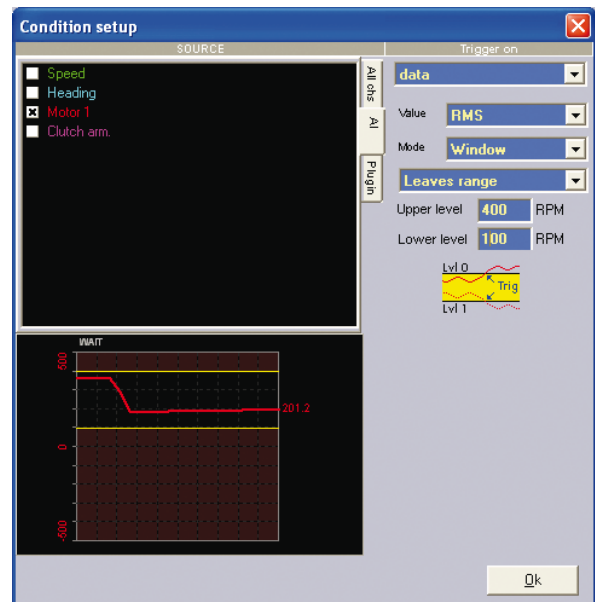 Condition setup
SOURCE
Trigger on
Speed
Heading
Motor 1
Clutch arm.
All chs
AI
Plugin
data
Value RMS
Mode Window
Leaves range
Upper level 400 RPM
Lower level 100 RPM
Lvl 0
Trig
Lvl 1
WAIT
500
201.2
0
-500
Ok